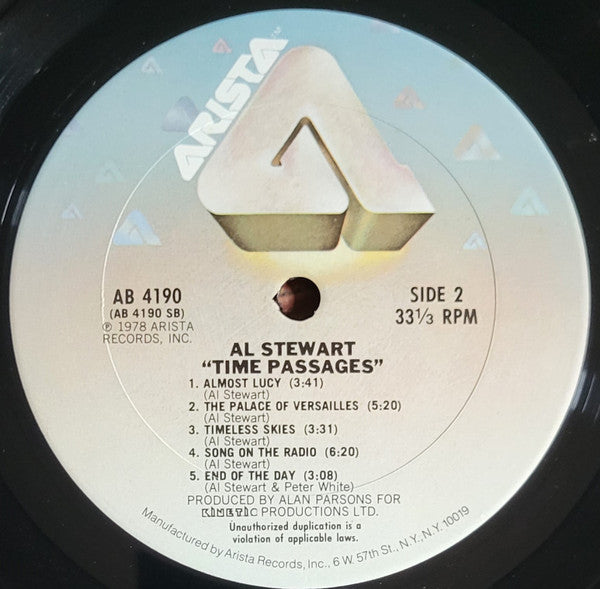 ARISTA
AB 4190
(AB 4190 SB)
℗ 1978 ARISTA
RECORDS, INC.
SIDE 2
33⅓ RPM
AL STEWART
“TIME PASSAGES”
1. ALMOST LUCY (3:41)
(Al Stewart)
2. THE PALACE OF VERSAILLES (5:20)
(Al Stewart)
3. TIMELESS SKIES (3:31)
(Al Stewart)
4. SONG ON THE RADIO (6:20)
(Al Stewart)
5. END OF THE DAY (3:08)
(Al Stewart & Peter White)
PRODUCED BY ALAN PARSONS FOR
KINETIC PRODUCTIONS LTD.
Unauthorized duplication is a
violation of applicable laws.
Manufactured by Arista Records, Inc., 6 W. 57th St., N.Y., N.Y. 10019